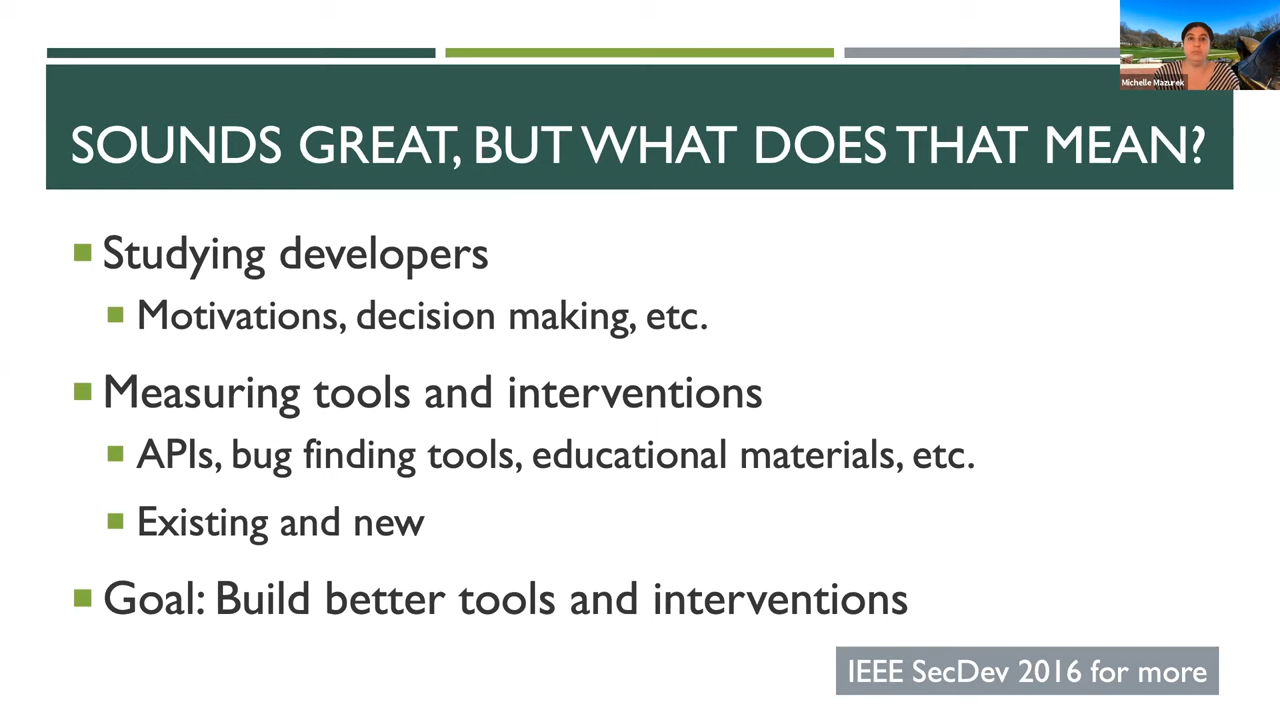 Michelle Mazurek
SOUNDS GREAT, BUT WHAT DOES THAT MEAN?
Studying developers
Motivations, decision making, etc.
Measuring tools and interventions
APIs, bug finding tools, educational materials, etc.
Existing and new
Goal: Build better tools and interventions
IEEE SecDev 2016 for more